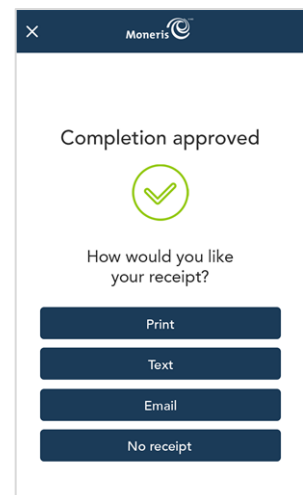 Moneris
Completion approved
How would you like
your receipt?
Print
Text
Email
No receipt